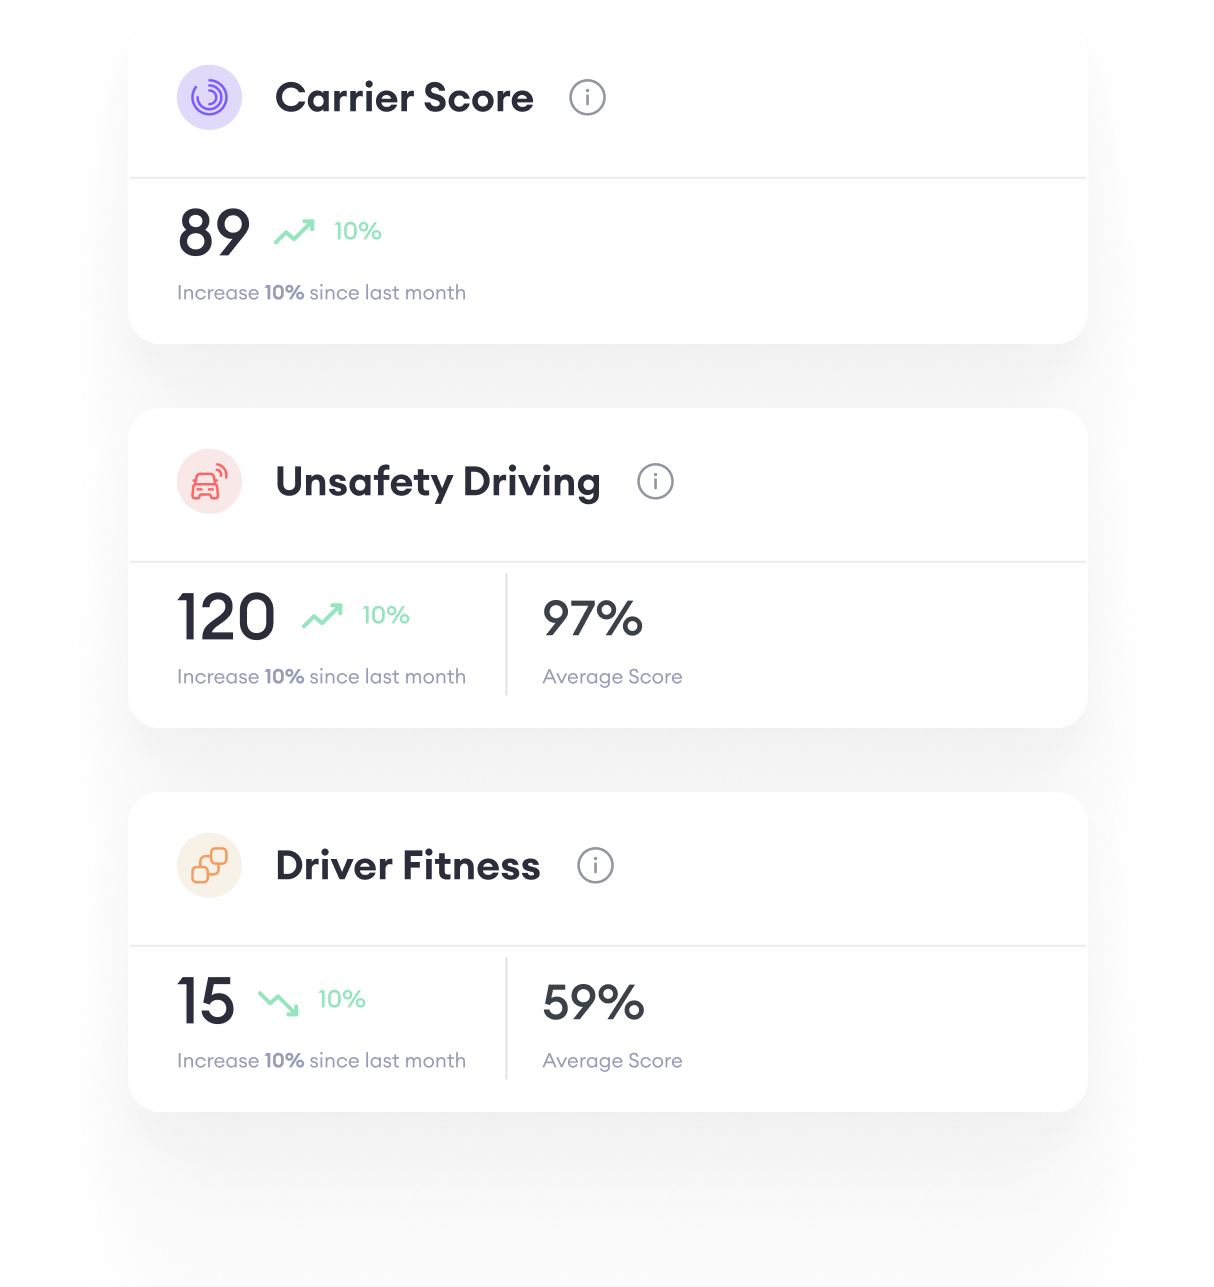 Carrier Score
89 10%
Increase 10% since last month
Unsafety Driving
120 10% 97%
Increase 10% since last month Average Score
Driver Fitness
15 10% 59%
Increase 10% since last month Average Score